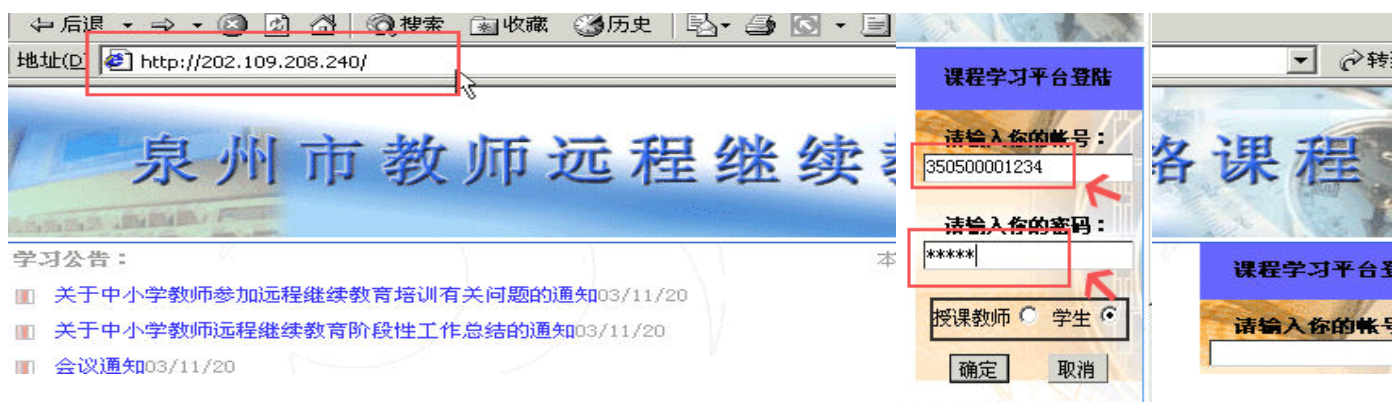 后退 搜索 收藏 历史
地址(D) http://202.109.208.240/ 转
泉州市教师远程继续 络课程
学习公告： 本
关于中小学教师参加远程继续教育培训有关问题的通知03/11/20
关于中小学教师远程继续教育阶段性工作总结的通知03/11/20
会议通知03/11/20
课程学习平台登陆
请输入你的帐号：
350500001234
请输入你的密码：
*****
授课教师 学生
确定 取消
课程学习平台登
请输入你的帐号